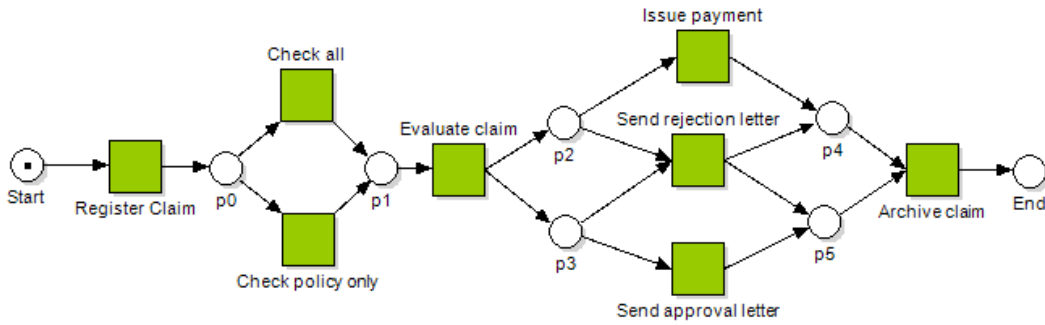 Issue payment
Check all
Evaluate claim
Send rejection letter
p2
p4
Start
Register Claim
p0
p1
Archive claim
End
p3
p5
Check policy only
Send approval letter